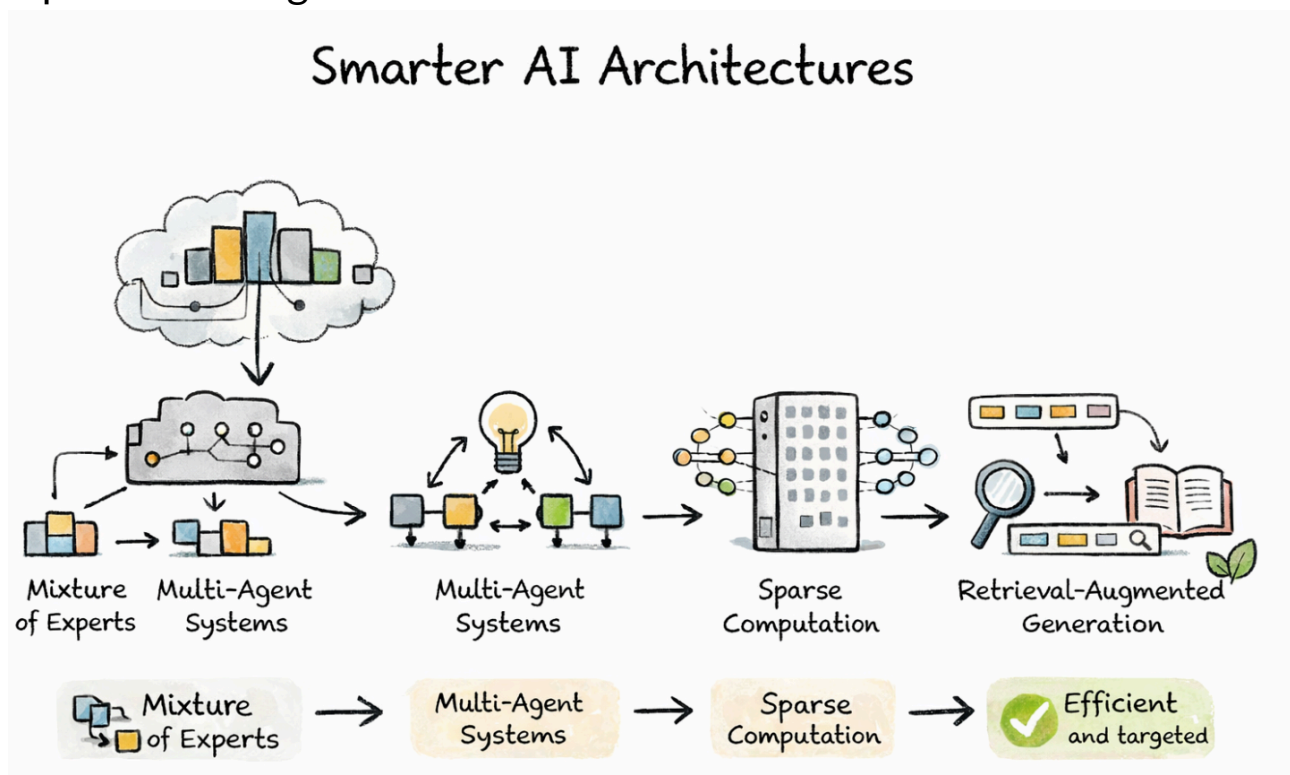 Smarter AI Architectures
Mixture
of Experts
Multi-Agent
Systems
Multi-Agent
Systems
Sparse
Computation
Retrieval-Augmented
Generation
Mixture
of Experts
Multi-Agent
Systems
Sparse
Computation
Efficient
and targeted